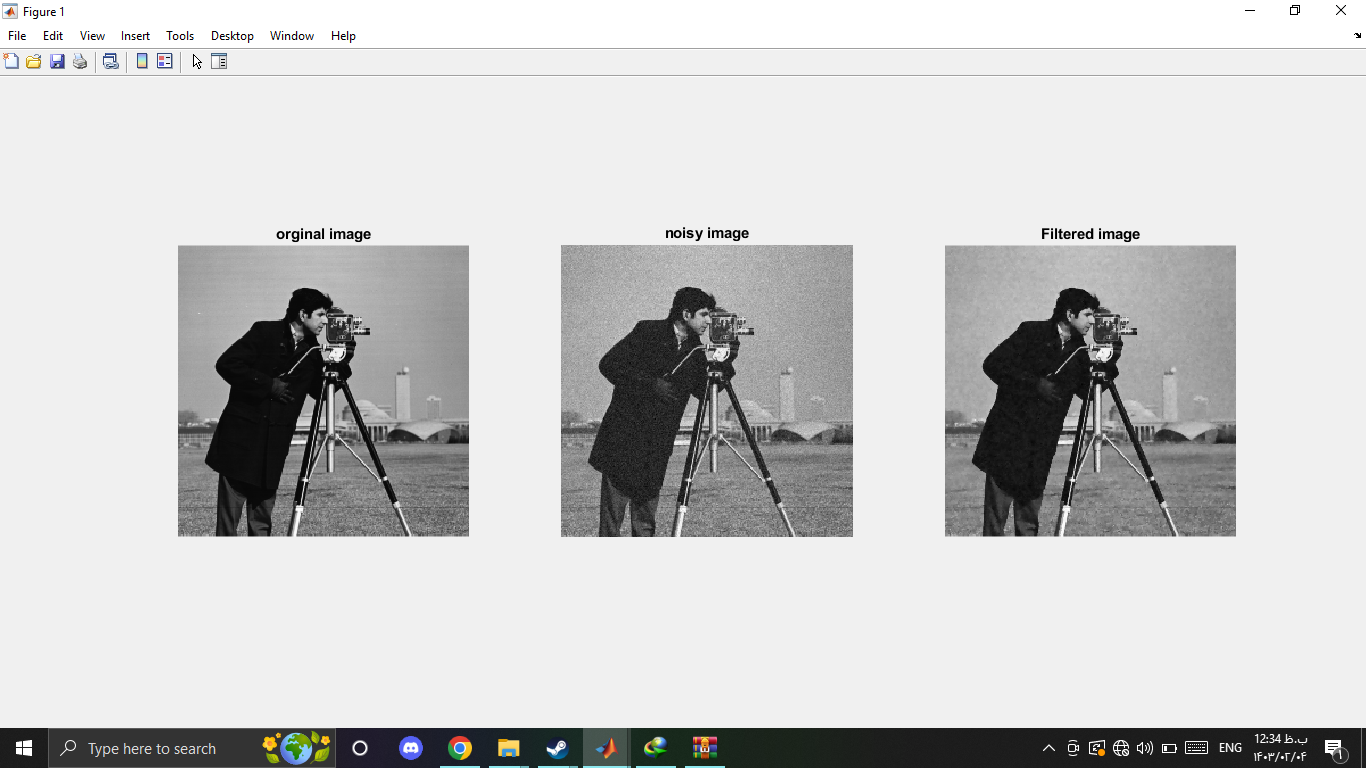 Figure 1
File Edit View Insert Tools Desktop Window Help
orginal image
noisy image
Filtered image
Type here to search
ENG
12:34 ب.ظ
۱۴۰۳/۰۲/۰۴
1